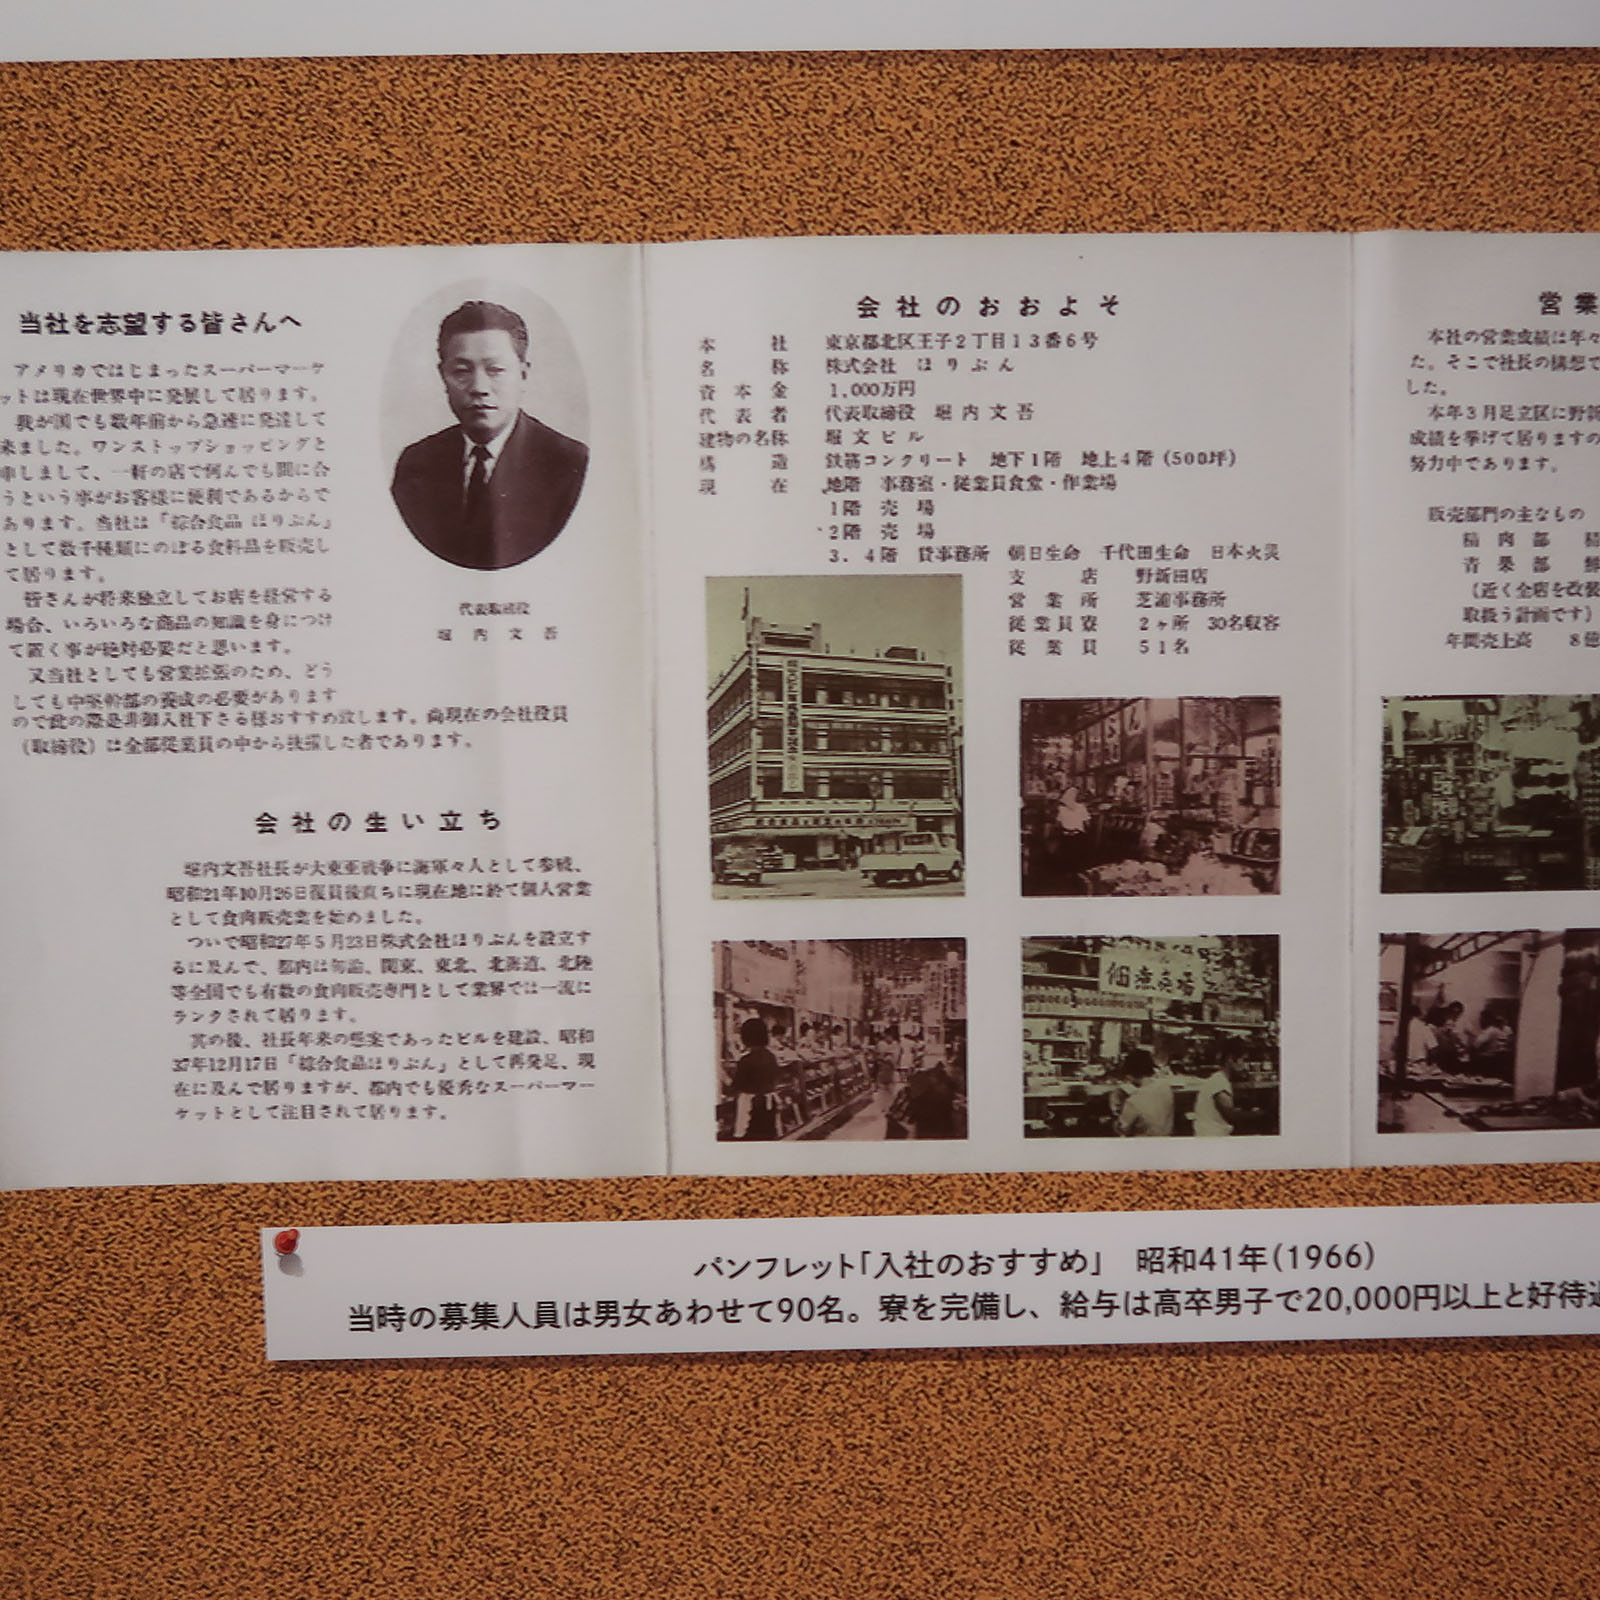 当社を志望する皆さんへ
アメリカではじまったスーパーマーケ
ットは現在世界中に発展して居ります。
我が国でも数年前から急速に発達して
来ました。ワンストップショッピングと
申しまして、一軒の店で何んでも間に合
うという事がお客様に便利であるからで
あります。当社は「綜合食品 ほりぶん」
として数千種類にのぼる食料品を販売し
て居ります。
皆さんが将来独立してお店を経営する
場合、いろいろな商品の知識を身につけ
て置く事が絶対必要だと思います。
又当社としても営業拡張のため、どう
しても中堅幹部の養成の必要があります
ので此の際是非御入社下さる様おすすめ致します。尚現在の会社役員
(取締役)は全部従業員の中から抜擢した者であります。
代表取締役
堀内文吾
会社の生い立ち
堀内文吾社長が大東亜戦争に海軍々人として参戦、
昭和21年10月26日復員後直ちに現在地に於て個人営業
として食肉販売業を始めました。
ついで昭和27年5月23日株式会社ほりぶんを設立す
るに及んで、都内は勿論、関東、東北、北海道、北陸
等全国でも有数の食肉販売専門として業界では一流に
ランクされて居ります。
其の後、社長年来の懸案であったビルを建設、昭和
37年12月17日「綜合食品ほりぶん」として再発足、現
在に及んで居りますが、都内でも優秀なスーパーマー
ケットとして注目されて居ります。
会社のおおよそ
本社 東京都北区王子2丁目13番6号
名称 株式会社 ほりぶん
資本金 1,000万円
代表者 代表取締役 堀内文吾
建物の名称 堀文ビル
構造 鉄筋コンクリート 地下1階 地上4階(500坪)
現在 地階 事務室・従業員食堂・作業場
1階 売場
2階 売場
3.4階 貸事務所 朝日生命 千代田生命 日本火災
支店 野新田店
営業所 芝浦事務所
従業員寮 2ヶ所 30名収容
従業員 51名
佃煮売場
営業
本社の営業成績は年々
た。そこで社長の構想で
した。
本年3月足立区に野新
成績を挙げて居りますの
努力中であります。
販売部門の主なもの
精肉部 精
青果部 鮮
(近く全店を改装
取扱う計画です)
年間売上高 8億
パンフレット「入社のおすすめ」 昭和41年(1966)
当時の募集人員は男女あわせて90名。寮を完備し、給与は高卒男子で20,000円以上と好待遇